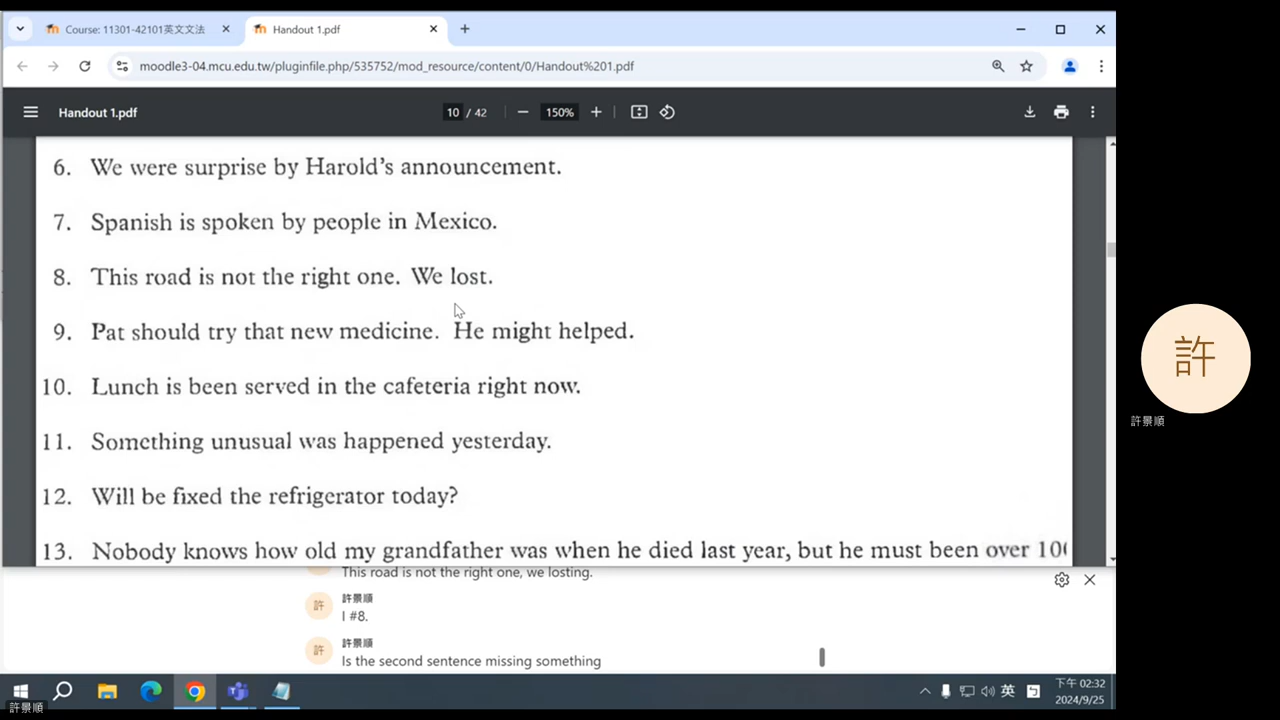 Course: 11301-42101英文文法
Handout 1.pdf
moodle3-04.mcu.edu.tw/pluginfile.php/535752/mod_resource/content/0/Handout%201.pdf
Handout 1.pdf
10 / 42
150%
6. We were surprise by Harold's announcement.
7. Spanish is spoken by people in Mexico.
8. This road is not the right one. We lost.
9. Pat should try that new medicine. He might helped.
10. Lunch is been served in the cafeteria right now.
11. Something unusual was happened yesterday.
12. Will be fixed the refrigerator today?
13. Nobody knows how old my grandfather was when he died last year, but he must been over 10
This road is not the right one, we losting.
許 許景順
I #8.
許 許景順
Is the second sentence missing something
英
下午 02:32
2024/9/25
許景順
許
許景順